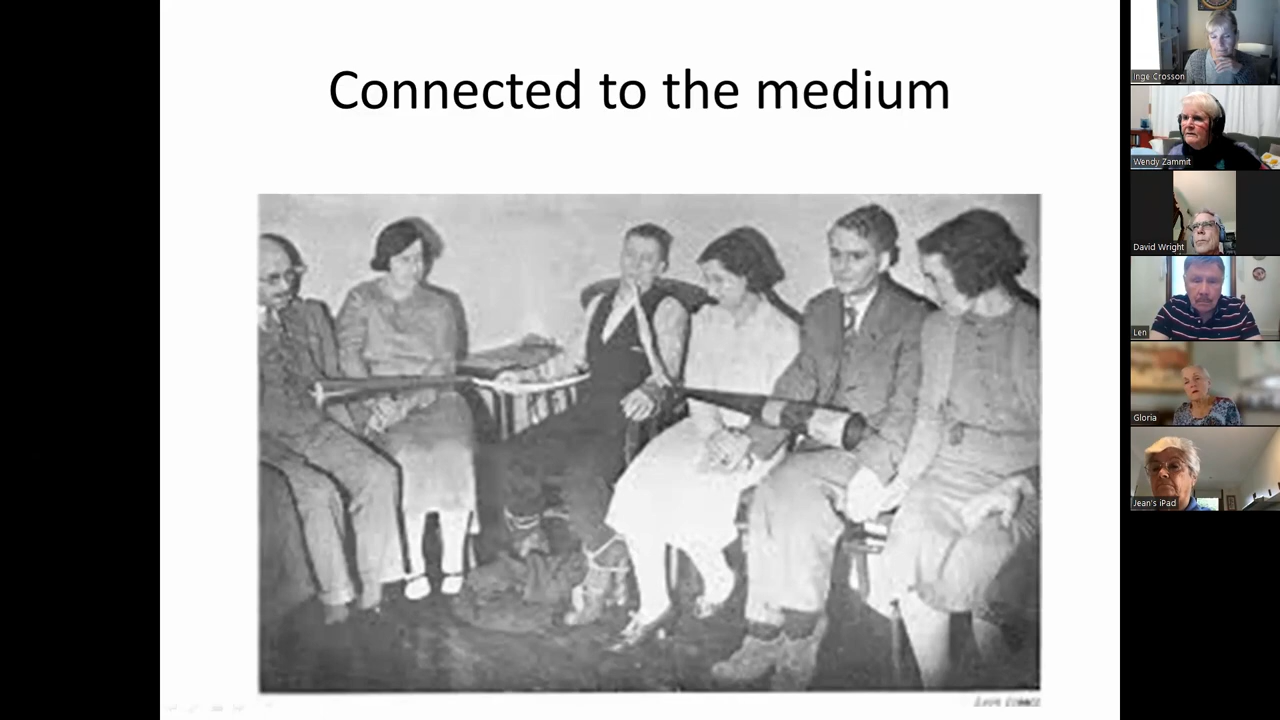 Connected to the medium
Inge Crosson
Wendy Zammit
David Wright
Len
Gloria
Jean's iPad